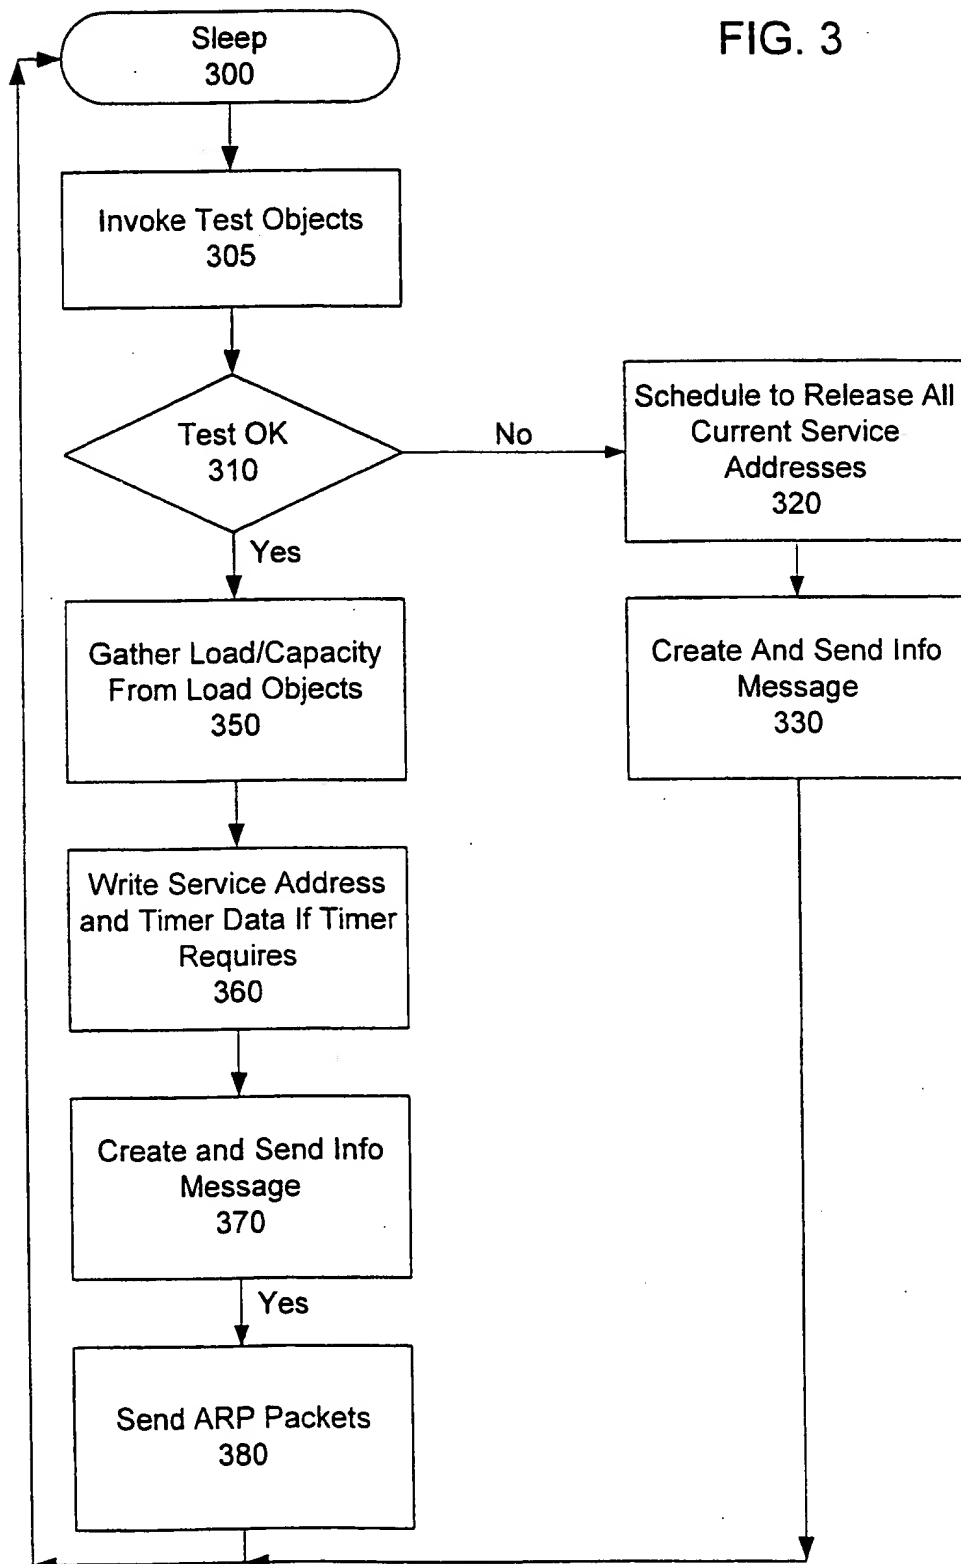 FIG. 3
Sleep
300
Invoke Test Objects
305
Test OK
310
No
Yes
Schedule to Release All
Current Service
Addresses
320
Gather Load/Capacity
From Load Objects
350
Create And Send Info
Message
330
Write Service Address
and Timer Data If Timer
Requires
360
Create and Send Info
Message
370
Yes
Send ARP Packets
380